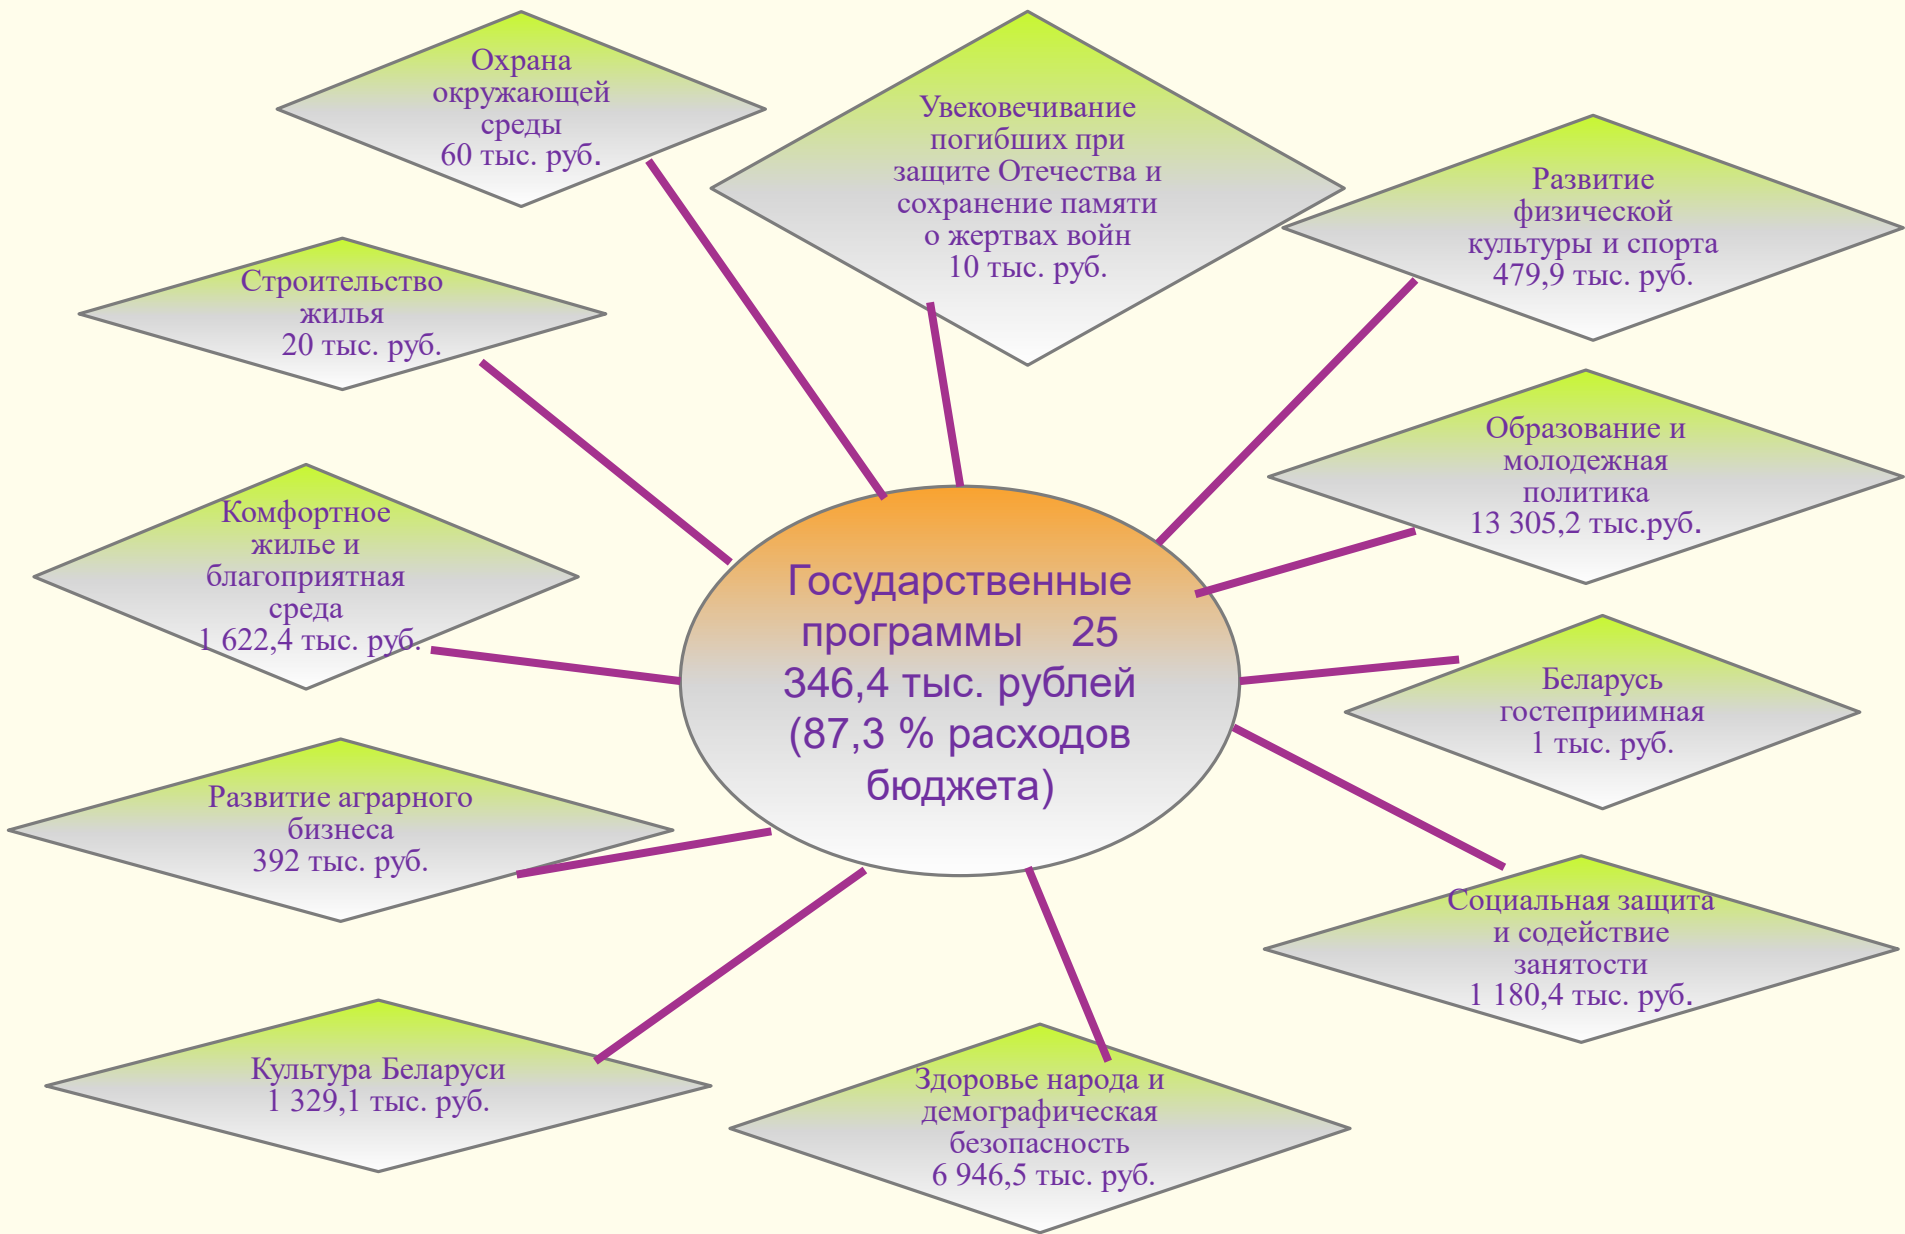 Охрана
окружающей
среды
60 тыс. руб.
Увековечивание
погибших при
защите Отечества и
сохранение памяти
о жертвах войн
10 тыс. руб.
Развитие
физической
культуры и спорта
479,9 тыс. руб.
Строительство
жилья
20 тыс. руб.
Образование и
молодежная
политика
13 305,2 тыс.руб.
Комфортное
жилье и
благоприятная
среда
1 622,4 тыс. руб.
Государственные
программы 25
346,4 тыс. рублей
(87,3 % расходов
бюджета)
Беларусь
гостеприимная
1 тыс. руб.
Развитие аграрного
бизнеса
392 тыс. руб.
Социальная защита
и содействие
занятости
1 180,4 тыс. руб.
Культура Беларуси
1 329,1 тыс. руб.
Здоровье народа и
демографическая
безопасность
6 946,5 тыс. руб.